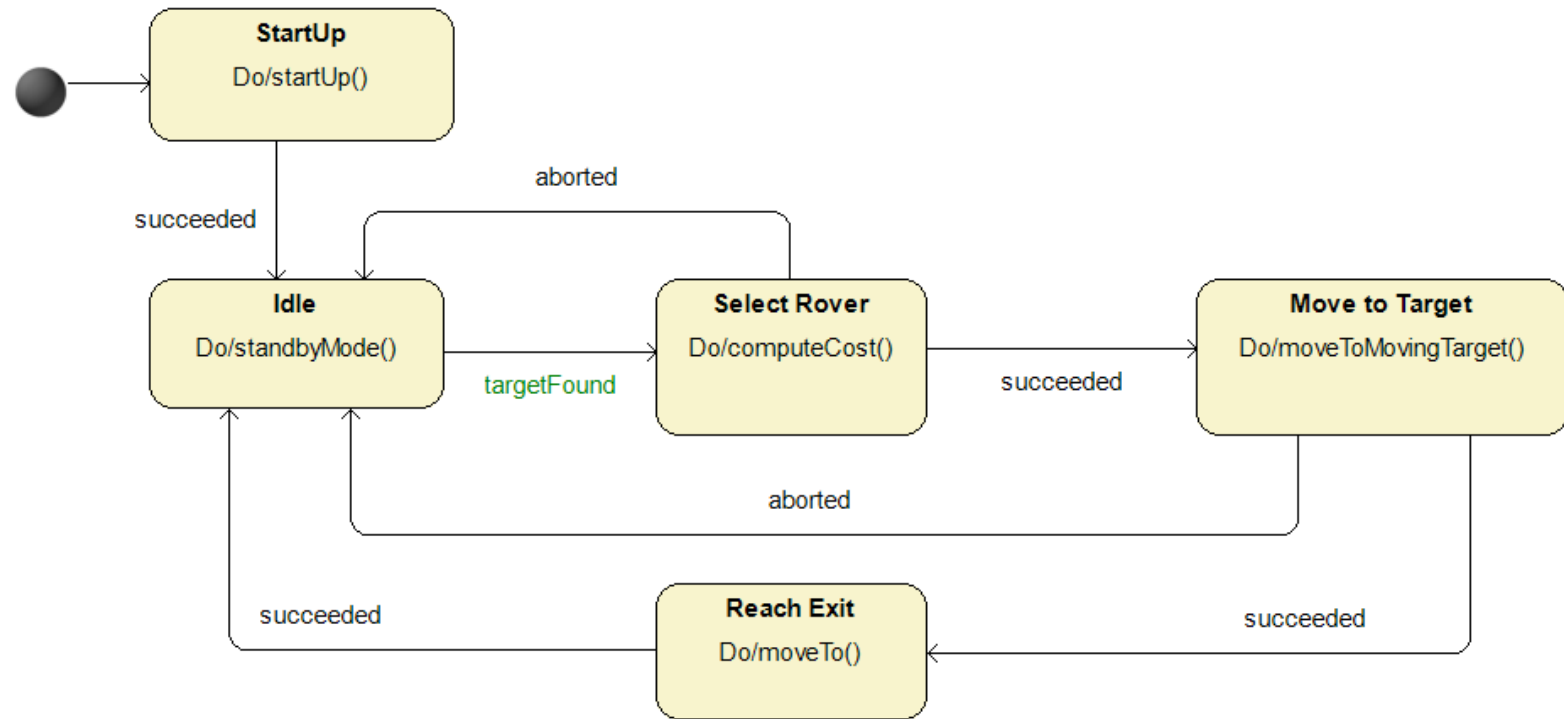 StartUp
Do/startUp()
aborted
succeeded
Idle
Do/standbyMode()
targetFound
Select Rover
Do/computeCost()
succeeded
Move to Target
Do/moveToMovingTarget()
aborted
succeeded
Reach Exit
Do/moveTo()
succeeded